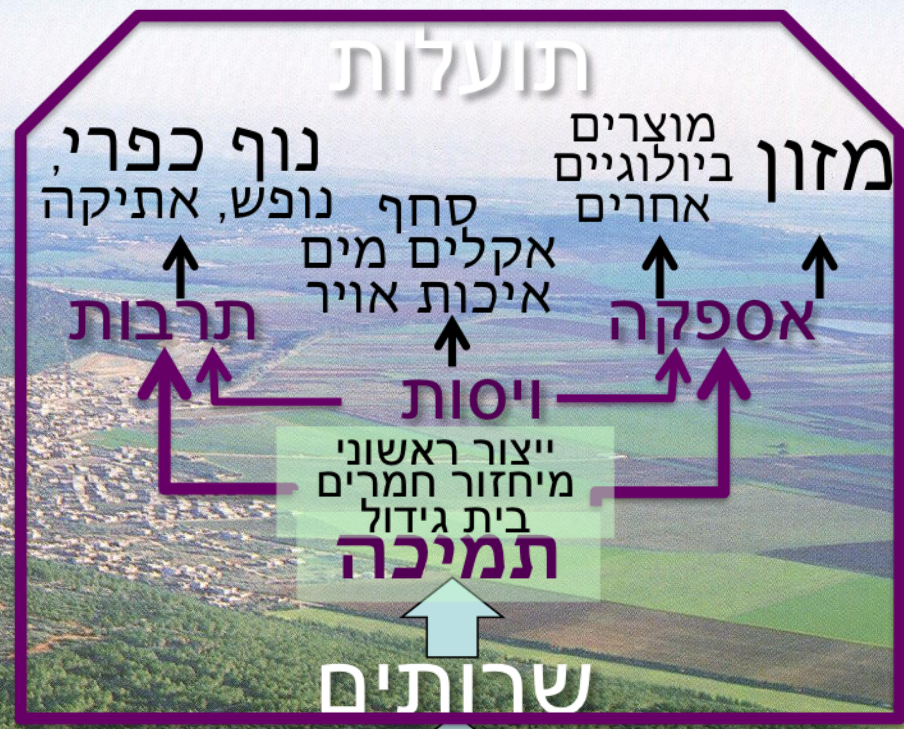 תועלות
מזון
מוצרים
ביולוגיים
אחרים
נוף כפרי,
נופש, אתיקה
סחף
אקלים מים
איכות אויר
אספקה
תרבות
ויסות
ייצור ראשוני
מיחזור חמרים
בית גידול
תמיכה
שרותים